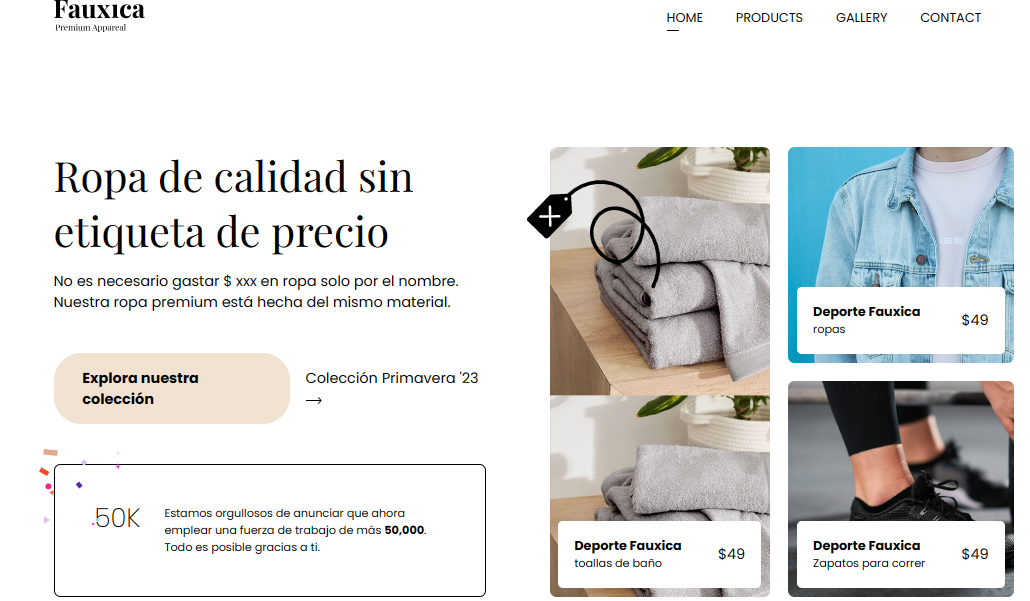 Fauxica
Premium Appareal
HOME PRODUCTS GALLERY CONTACT
Ropa de calidad sin
etiqueta de precio
No es necesario gastar $ xxx en ropa solo por el nombre.
Nuestra ropa premium está hecha del mismo material.
Explora nuestra
colección
Colección Primavera '23
50K
Estamos orgullosos de anunciar que ahora
emplear una fuerza de trabajo de más 50,000.
Todo es posible gracias a ti.
Deporte Fauxica
toallas de baño
$49
Deporte Fauxica
ropas
$49
Deporte Fauxica
Zapatos para correr
$49